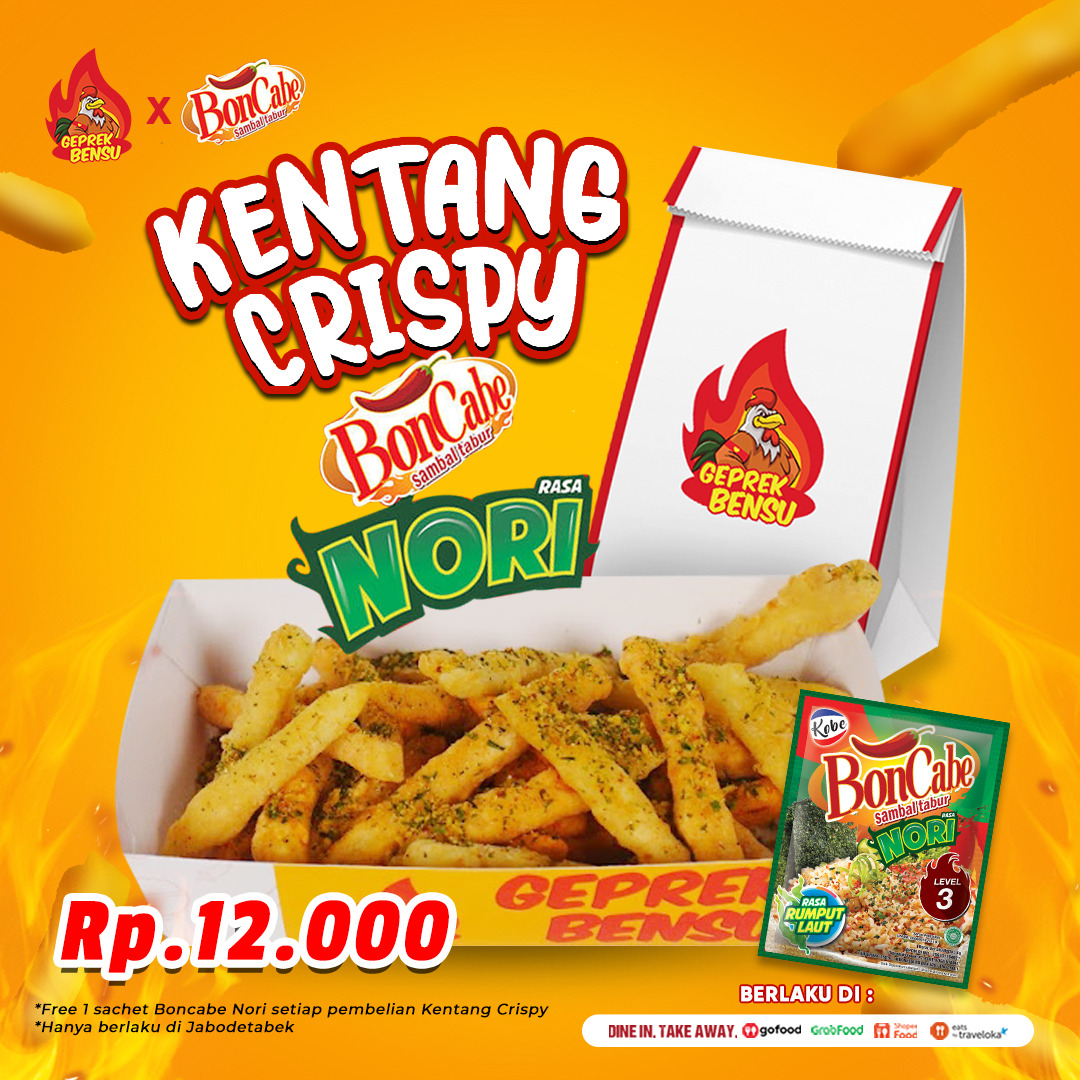 GEPREK
BENSU
X
BonCabe
sambal tabur
KENTANG
CRISPY
BonCabe
sambal tabur
RASA
NORI
GEPREK
BENSU
GEPREK
BENSU
Kobe
BonCabe
sambal tabur
RASA
NORI
LEVEL
3
RASA
RUMPUT
LAUT
Rp.12.000
*Free 1 sachet Boncabe Nori setiap pembelian Kentang Crispy
*Hanya berlaku di Jabodetabek
BERLAKU DI :
DINE IN, TAKE AWAY, gofood GrabFood Shopee Food eats by traveloka